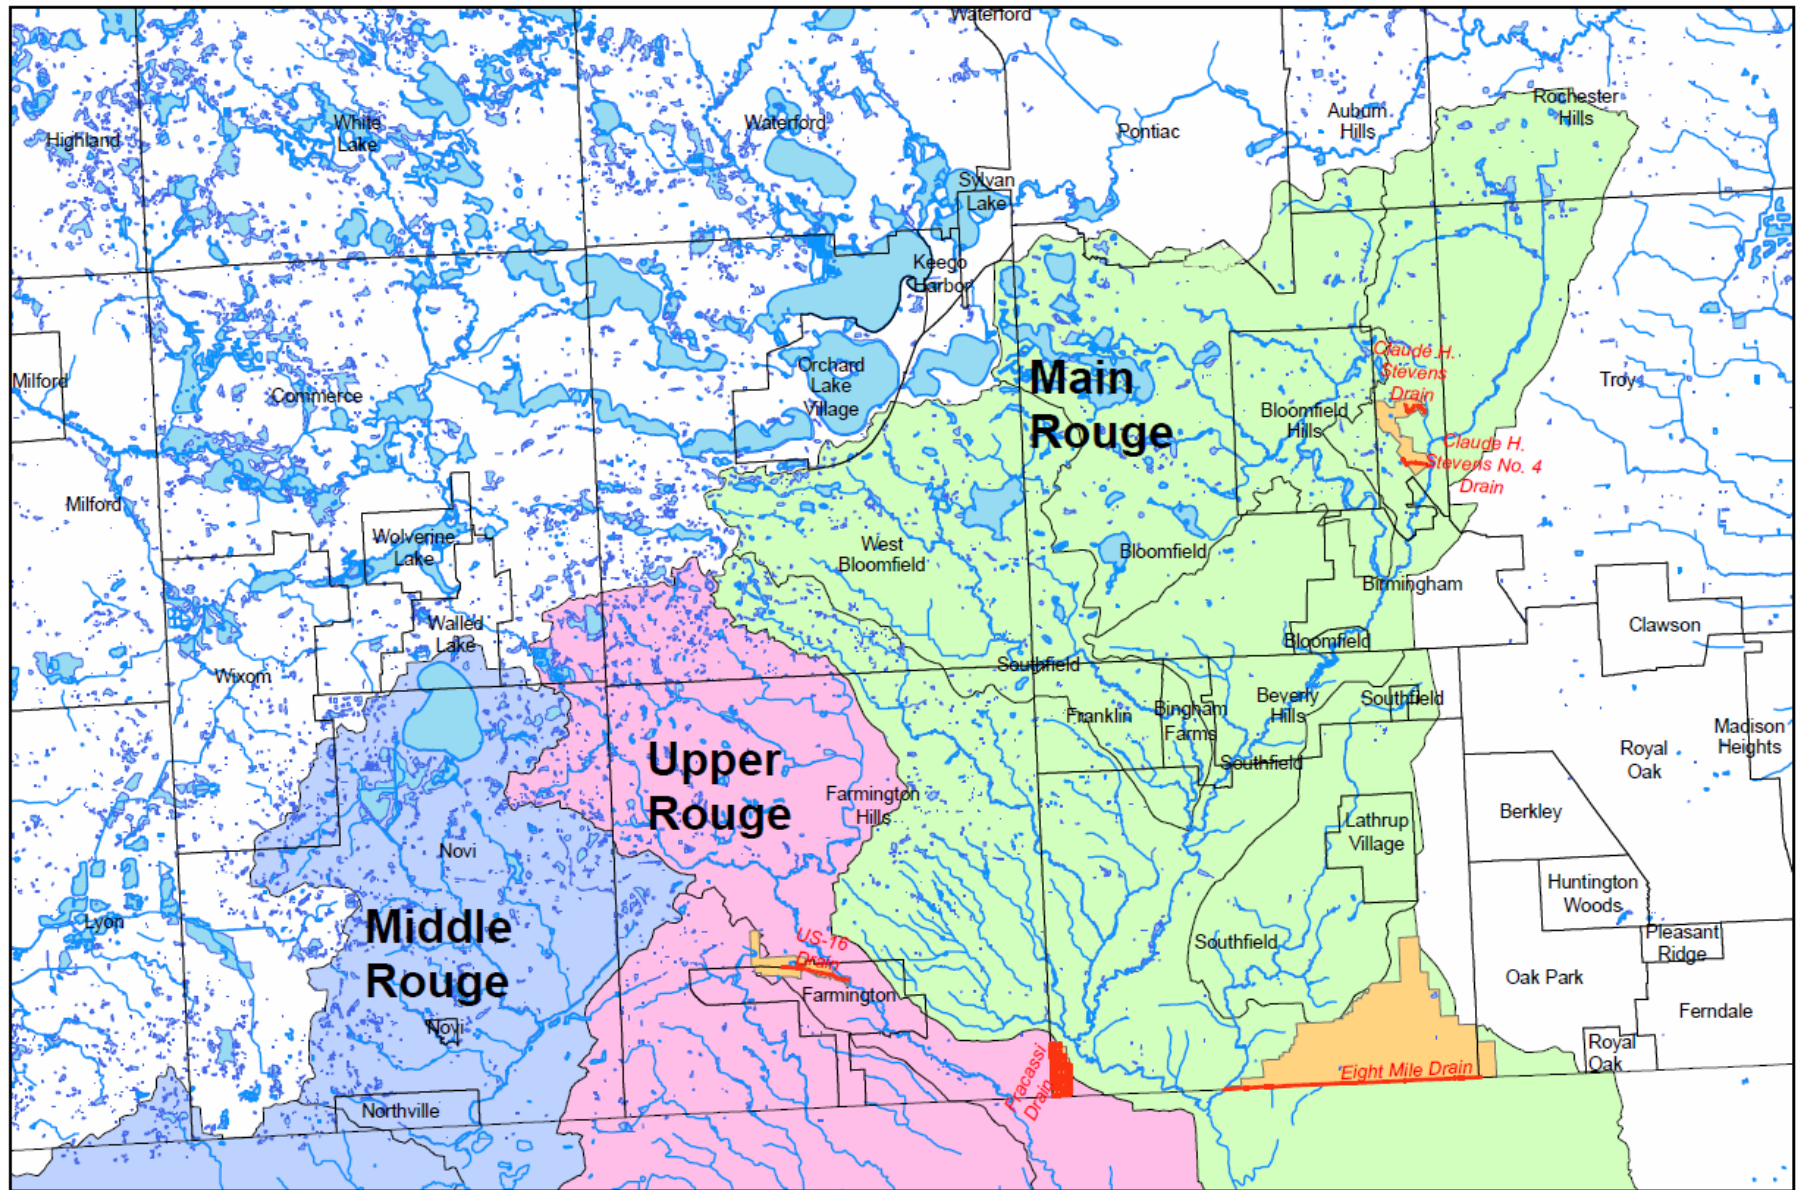 Waterford
Highland
White
Lake
Waterford
Pontiac
Auburn
Hills
Rochester
Hills
Sylvan
Lake
Keego
Harbor
Milford
Commerce
Orchard
Lake
Village
Main
Rouge
Bloomfield
Hills
Claude H.
Stevens
Drain
Troy
Claude H.
Stevens No. 4
Drain
Milford
Wolverine
Lake
West
Bloomfield
Bloomfield
Birmingham
Clawson
Walled
Lake
Wixom
Bloomfield
Southfield
Franklin
Bingham
Farms
Beverly
Hills
Southfield
Southfield
Madison
Heights
Royal
Oak
Upper
Rouge
Farmington
Hills
Lathrup
Village
Berkley
Novi
Huntington
Woods
Lyon
Middle
Rouge
US-16
Drain
Farmington
Southfield
Pleasant
Ridge
Oak Park
Ferndale
Novi
Royal
Oak
Fracassi
Drain
Eight Mile Drain
Northville